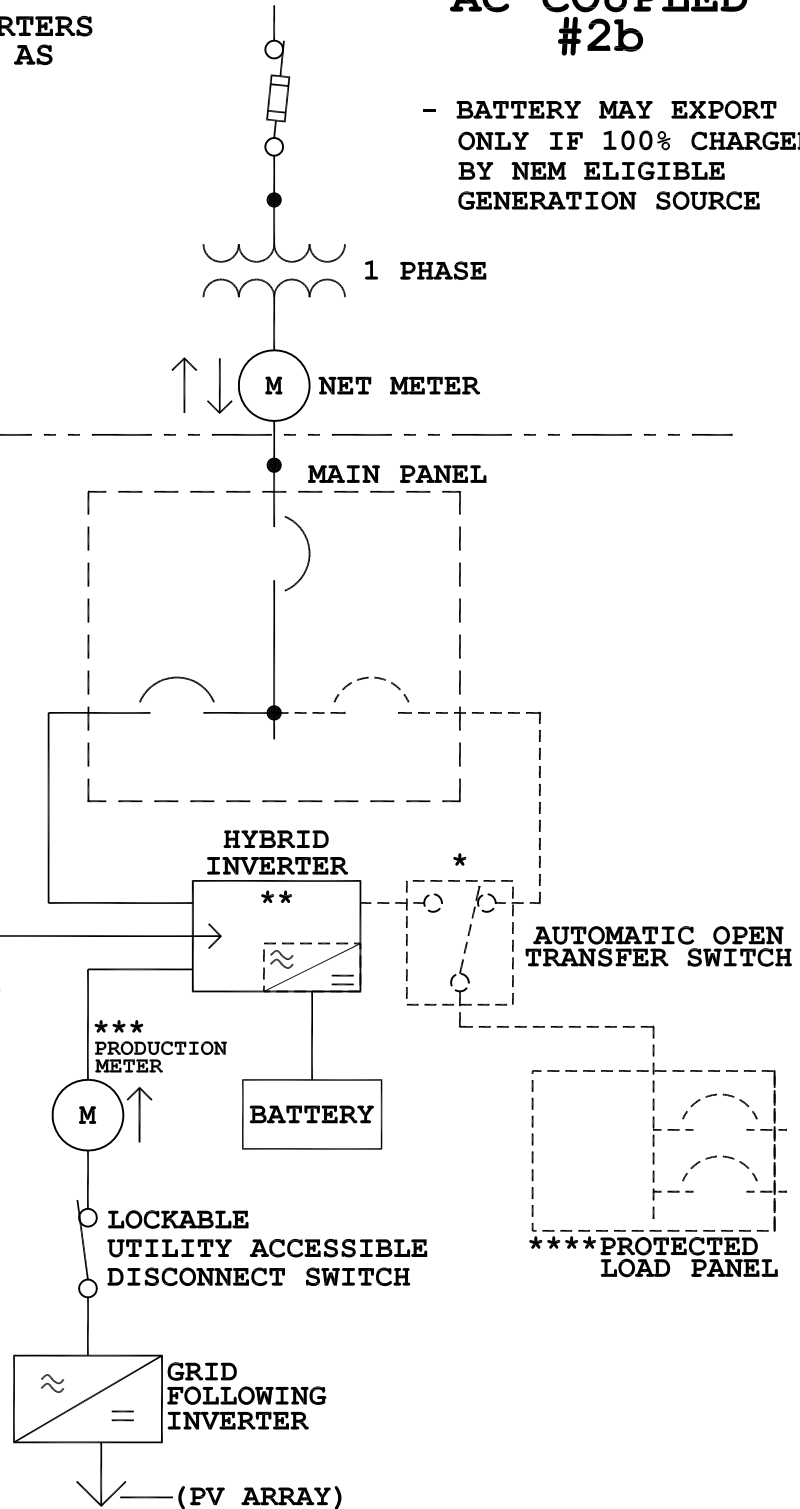 RTERS
AS
AC COUPLED
#2b
- BATTERY MAY EXPORT
ONLY IF 100% CHARGED
BY NEM ELIGIBLE
GENERATION SOURCE
1 PHASE
M
NET METER
MAIN PANEL
HYBRID
INVERTER
**
*
AUTOMATIC OPEN
TRANSFER SWITCH
***
PRODUCTION
METER
M
BATTERY
LOCKABLE
UTILITY ACCESSIBLE
DISCONNECT SWITCH
****PROTECTED
LOAD PANEL
GRID
FOLLOWING
INVERTER
(PV ARRAY)